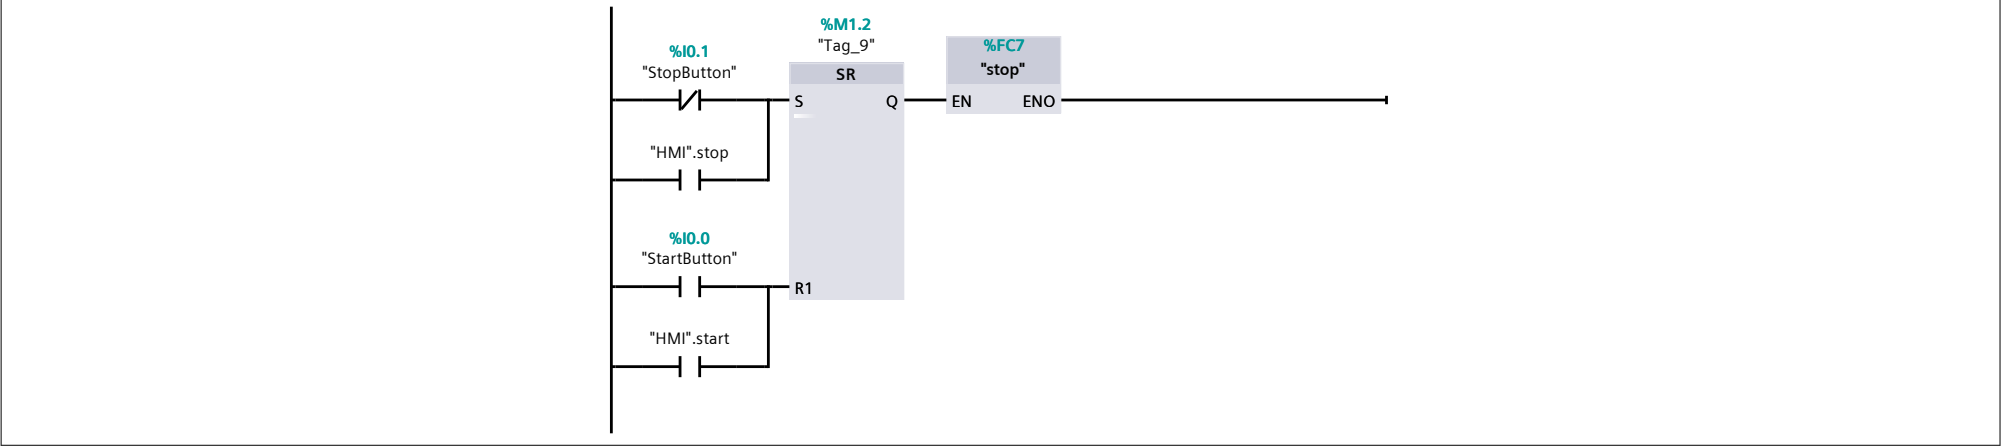 %M1.2
"Tag_9"
%I0.1
"StopButton"
SR
S
Q
%FC7
"stop"
EN
ENO
"HMI".stop
%I0.0
"StartButton"
R1
"HMI".start